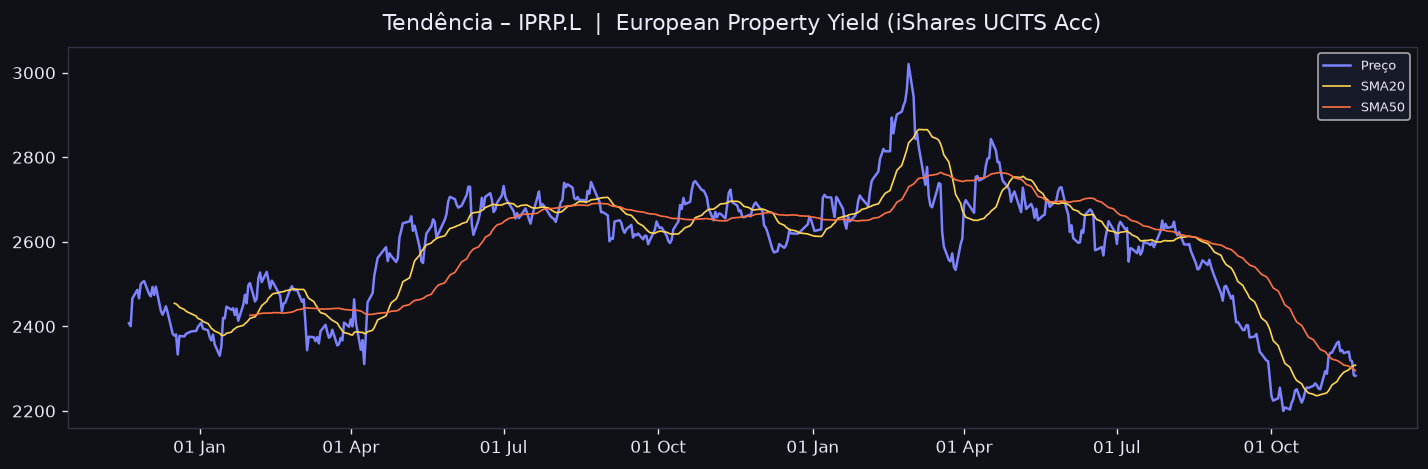 Tendência – IPRP.L | European Property Yield (iShares UCITS Acc)
Preço
SMA20
SMA50
3000
2800
2600
2400
2200
01 Jan
01 Apr
01 Jul
01 Oct
01 Jan
01 Apr
01 Jul
01 Oct